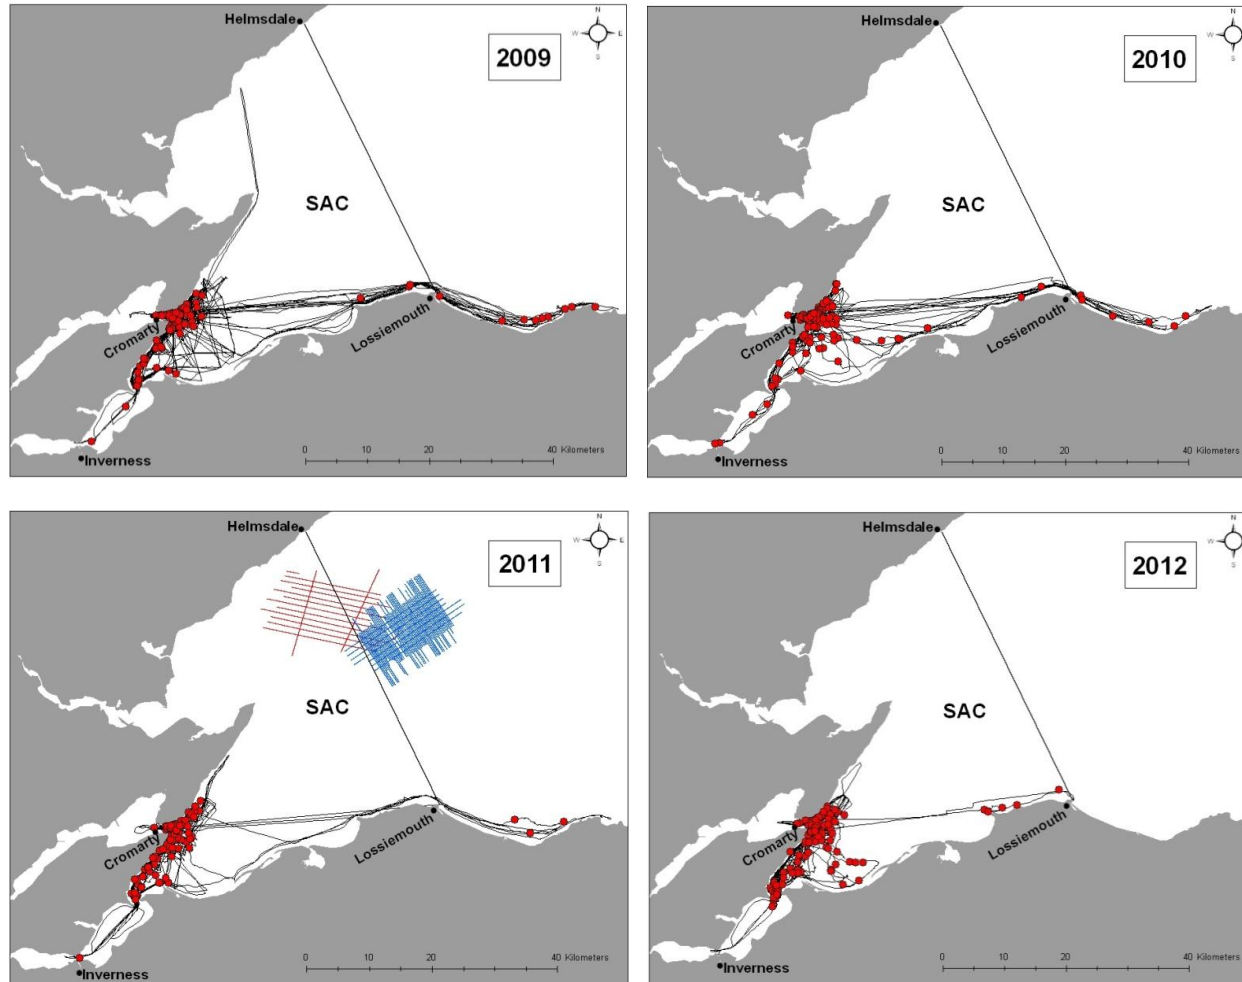 Helmsdale
N
W E
S
2009
SAC
Cromarty
Lossiemouth
Inverness
0 10 20 40 Kilometers
Helmsdale
N
W E
S
2010
SAC
Cromarty
Lossiemouth
Inverness
0 10 20 40 Kilometers
Helmsdale
N
W E
S
2011
SAC
Cromarty
Lossiemouth
Inverness
0 10 20 40 Kilometers
Helmsdale
N
W E
S
2012
SAC
Cromarty
Lossiemouth
Inverness
0 10 20 40 Kilometers